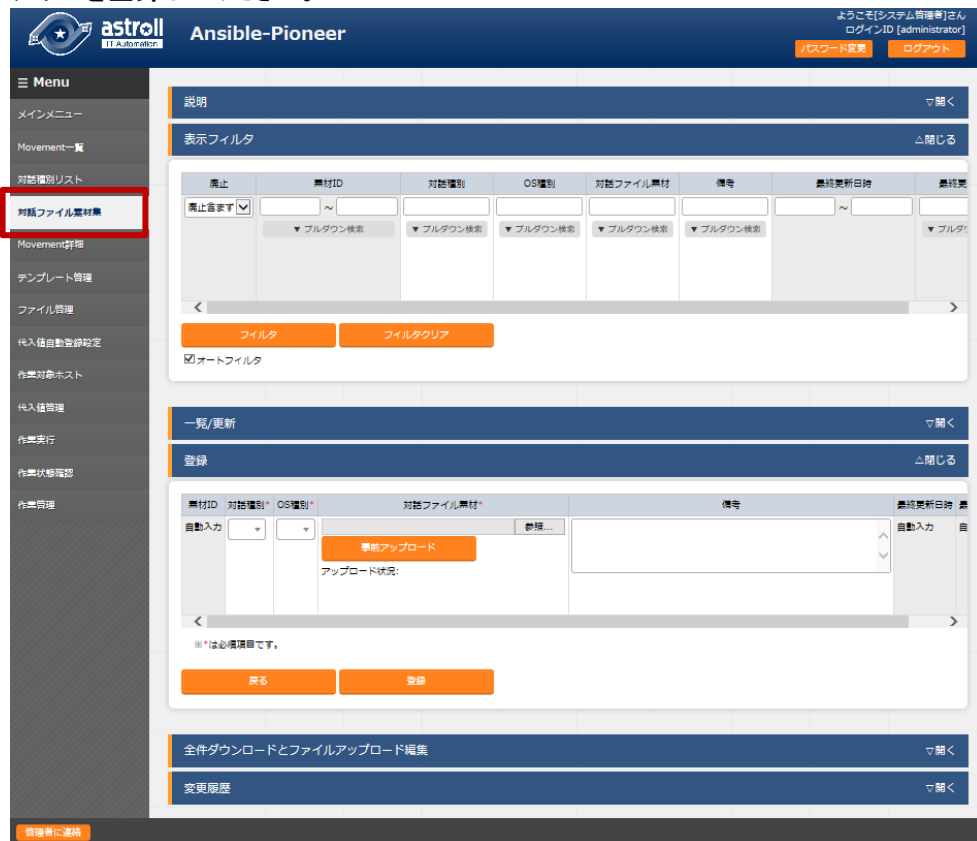 astroll
IT Automation
Ansible-Pioneer
ようこそ[システム管理者]さん
ログインID [administrator]
パスワード変更 ログアウト
☰ Menu
メインメニュー
Movement一覧
対話種別リスト
対話ファイル素材集
Movement詳細
テンプレート管理
ファイル管理
代入値自動登録設定
作業対象ホスト
代入値管理
作業実行
作業状態確認
作業管理
説明 ▽開く
表示フィルタ △閉じる
廃止 素材ID 対話種別 OS種別 対話ファイル素材 備考 最終更新日時 最終更
廃止含まず ～ ～
▼ プルダウン検索 ▼ プルダウン検索 ▼ プルダウン検索 ▼ プルダウン検索 ▼ プルダウン検索 ▼ プルダウ
フィルタ フィルタクリア
オートフィルタ
一覧/更新 ▽開く
登録 △閉じる
素材ID 対話種別* OS種別* 対話ファイル素材* 備考 最終更新日時 最
自動入力 参照... 自動入力 自
事前アップロード
アップロード状況:
※*は必須項目です。
戻る 登録
全件ダウンロードとファイルアップロード編集 ▽開く
変更履歴 ▽開く
管理者に連絡